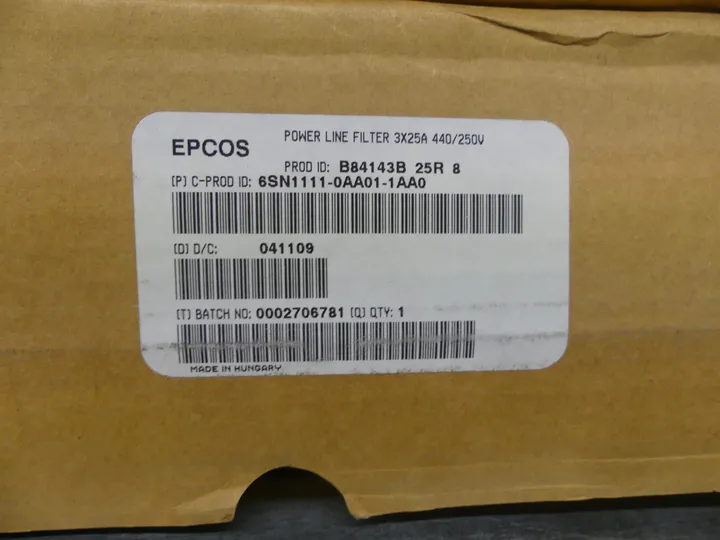 EPCOS
POWER LINE FILTER 3X25A 440/250V
PROD ID: B84143B 25R 8
[P] C-PROD ID: 6SN1111-0AA01-1AA0
[D] D/C: 041109
[T] BATCH NO: 0002706781 [Q] QTY: 1
MADE IN HUNGARY